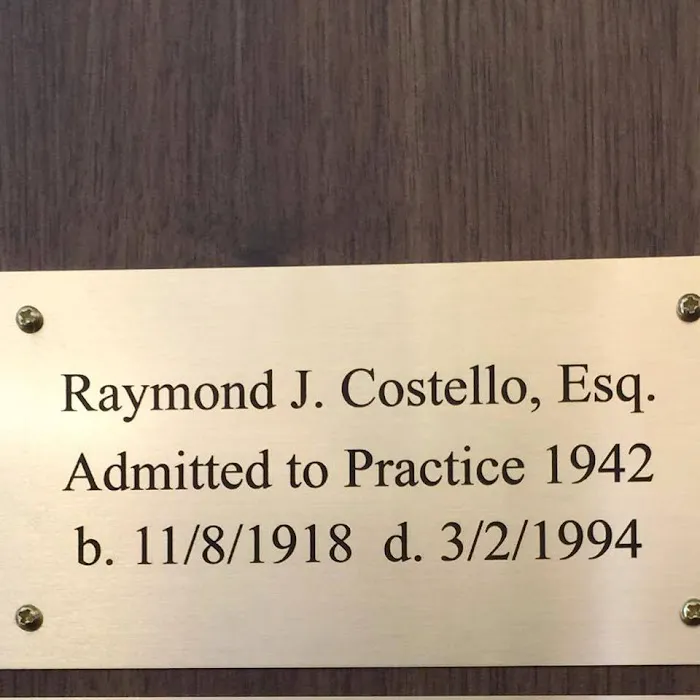 Raymond J. Costello, Esq.
Admitted to Practice 1942
b. 11/8/1918 d. 3/2/1994